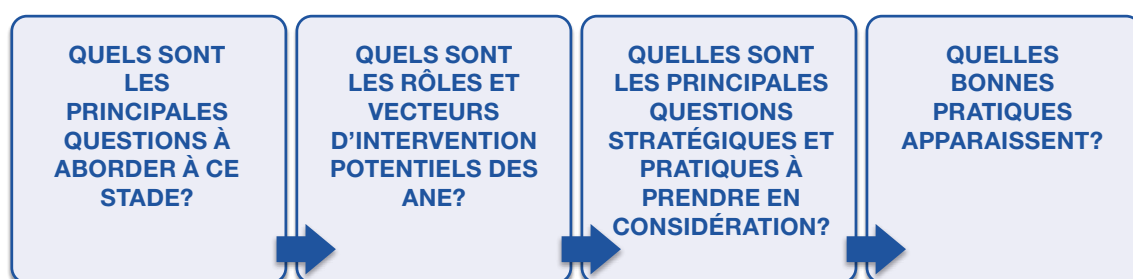 QUELS SONT
LES
PRINCIPALES
QUESTIONS À
ABORDER À CE
STADE?
QUELS SONT
LES RÔLES ET
VECTEURS
D'INTERVENTION
POTENTIELS DES
ANE?
QUELLES SONT
LES PRINCIPALES
QUESTIONS
STRATÉGIQUES ET
PRATIQUES À
PRENDRE EN
CONSIDÉRATION?
QUELLES
BONNES
PRATIQUES
APPARAISSENT?